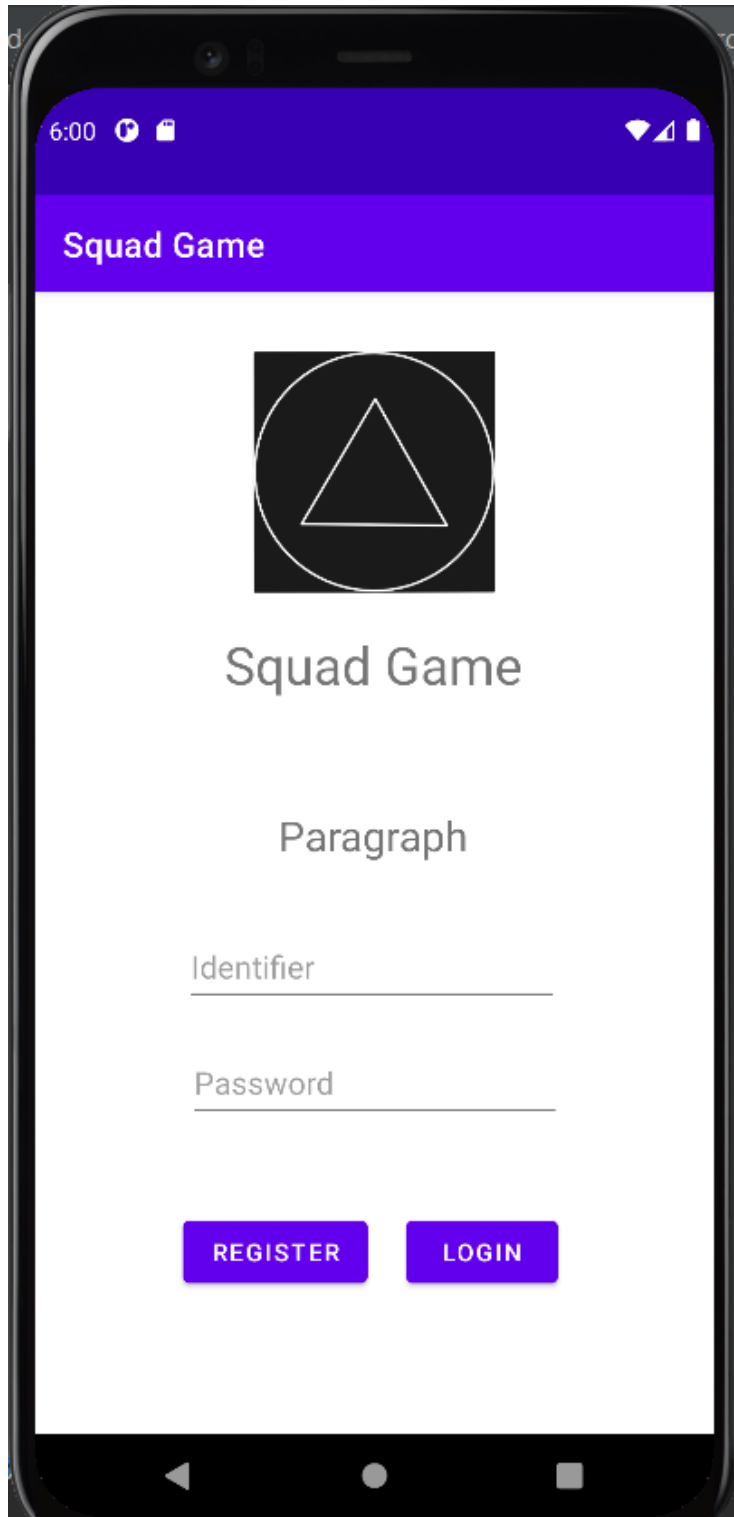 d
6:00
Squad Game
Squad Game
Paragraph
Identifier
Password
REGISTER LOGIN